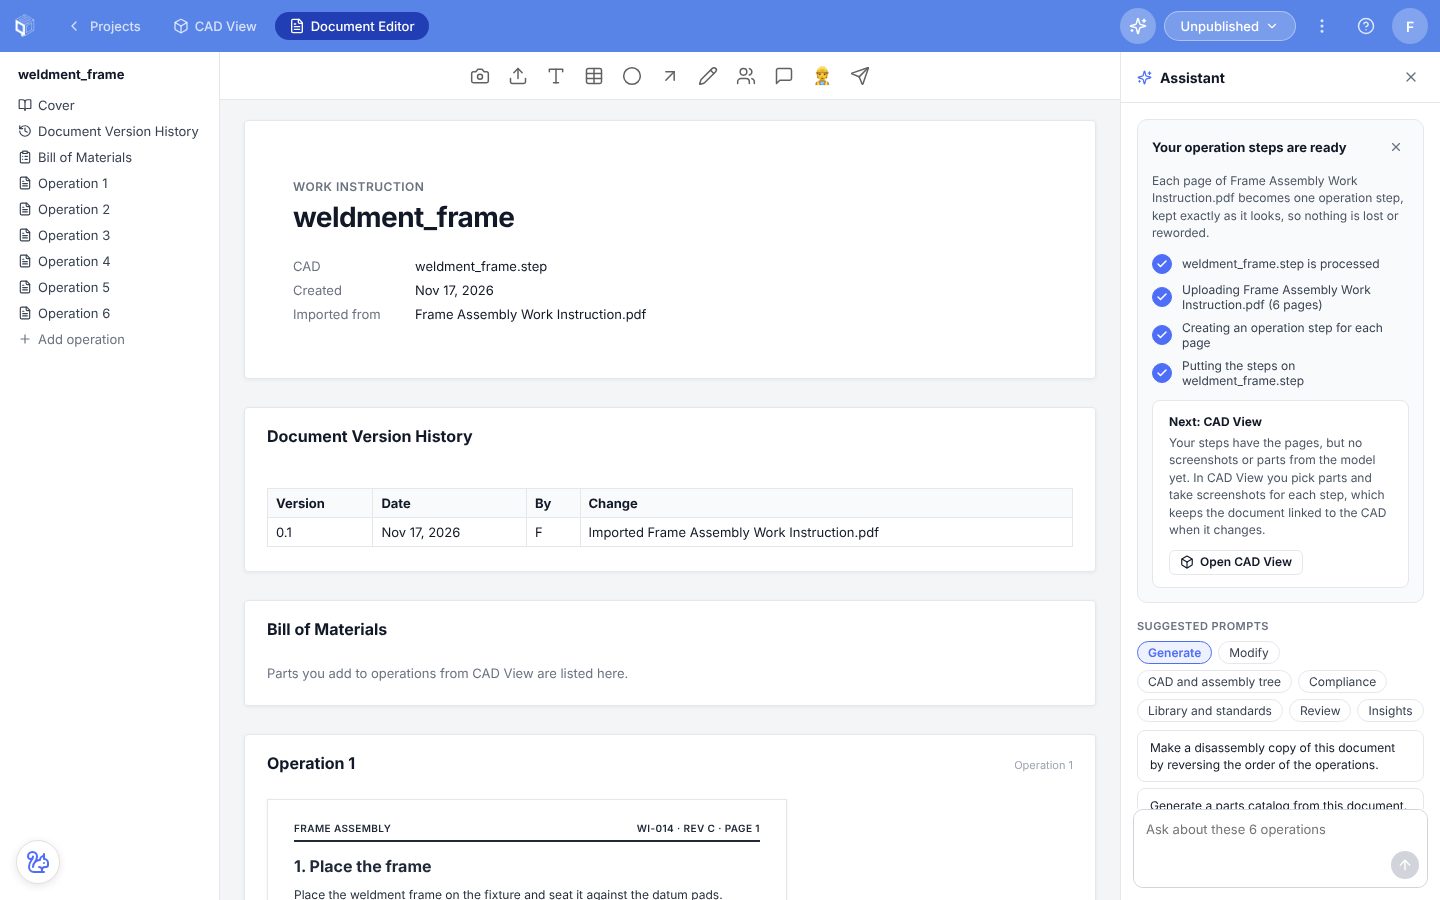 Projects
CAD View
Document Editor
Unpublished
F
weldment_frame
Cover
Document Version History
Bill of Materials
Operation 1
Operation 2
Operation 3
Operation 4
Operation 5
Operation 6
Add operation
WORK INSTRUCTION
weldment_frame
CAD weldment_frame.step
Created Nov 17, 2026
Imported from Frame Assembly Work Instruction.pdf
Document Version History
Version Date By Change
0.1 Nov 17, 2026 F Imported Frame Assembly Work Instruction.pdf
Bill of Materials
Parts you add to operations from CAD View are listed here.
Operation 1
Operation 1
FRAME ASSEMBLY WI-014 · REV C · PAGE 1
1. Place the frame
Place the weldment frame on the fixture and seat it against the datum pads.
Assistant
Your operation steps are ready
Each page of Frame Assembly Work
Instruction.pdf becomes one operation step,
kept exactly as it looks, so nothing is lost or
reworded.
weldment_frame.step is processed
Uploading Frame Assembly Work
Instruction.pdf (6 pages)
Creating an operation step for each
page
Putting the steps on
weldment_frame.step
Next: CAD View
Your steps have the pages, but no
screenshots or parts from the model
yet. In CAD View you pick parts and
take screenshots for each step, which
keeps the document linked to the CAD
when it changes.
Open CAD View
SUGGESTED PROMPTS
Generate Modify
CAD and assembly tree Compliance
Library and standards Review Insights
Make a disassembly copy of this document
by reversing the order of the operations.
Generate a parts catalog from this document.
Ask about these 6 operations